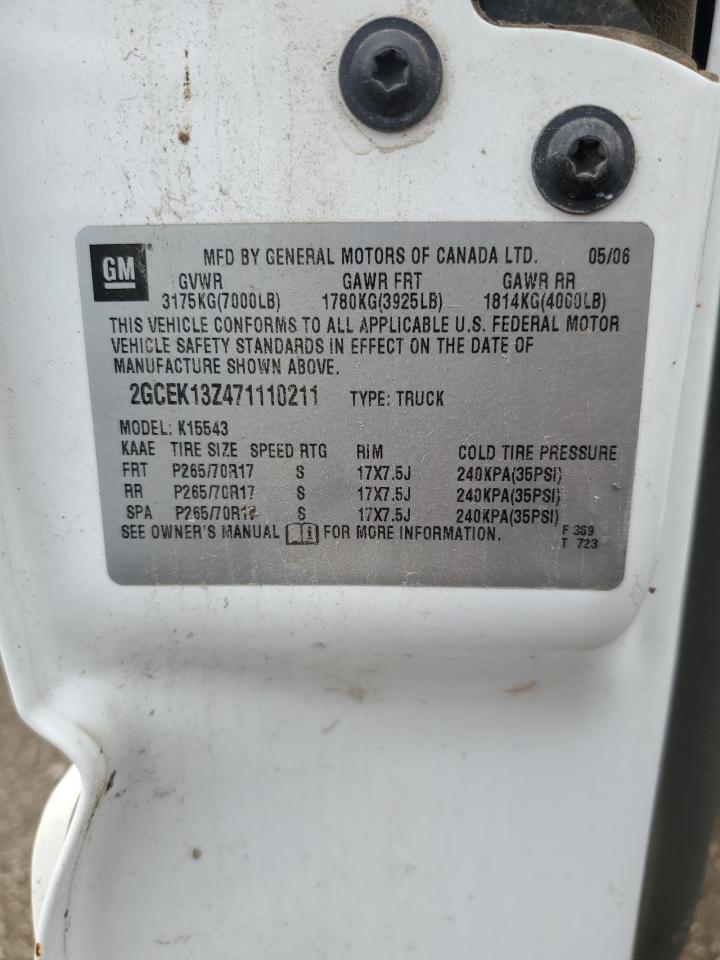 GM® MFD BY GENERAL MOTORS OF CANADA LTD. 05/06
GVWR GAWR FRT GAWR RR
3175KG(7000LB) 1780KG(3925LB) 1814KG(4000LB)
THIS VEHICLE CONFORMS TO ALL APPLICABLE U.S. FEDERAL MOTOR
VEHICLE SAFETY STANDARDS IN EFFECT ON THE DATE OF
MANUFACTURE SHOWN ABOVE.
2GCEK13Z471110211 TYPE: TRUCK
MODEL: K15543
KAAE TIRE SIZE SPEED RTG RIM COLD TIRE PRESSURE
FRT P265/70R17 S 17X7.5J 240KPA(35PSI)
RR P265/70R17 S 17X7.5J 240KPA(35PSI)
SPA P265/70R17 S 17X7.5J 240KPA(35PSI)
SEE OWNER'S MANUAL FOR MORE INFORMATION. F 369
T 723